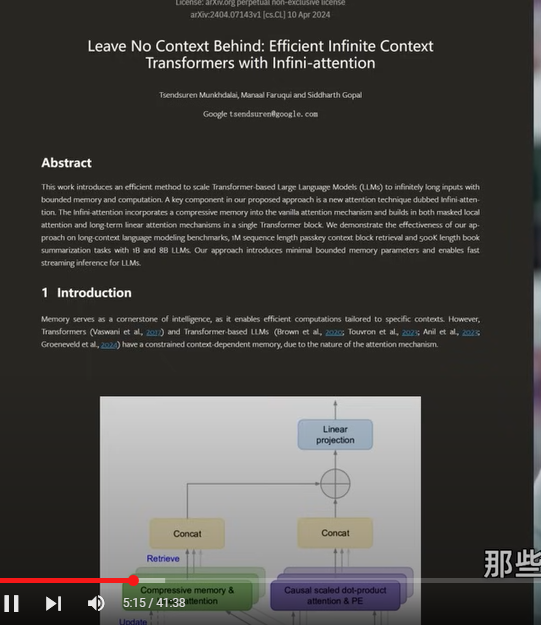 License: arXiv.org perpetual non-exclusive license
arXiv:2404.07143v1 [cs.CL] 10 Apr 2024
Leave No Context Behind: Efficient Infinite Context
Transformers with Infini-attention
Tsendsuren Munkhdalai, Manaal Faruqui and Siddharth Gopal
Google tsendsuren@google.com
Abstract
This work introduces an efficient method to scale Transformer-based Large Language Models (LLMs) to infinitely long inputs with
bounded memory and computation. A key component in our proposed approach is a new attention technique dubbed Infini-atten-
tion. The Infini-attention incorporates a compressive memory into the vanilla attention mechanism and builds in both masked local
attention and long-term linear attention mechanisms in a single Transformer block. We demonstrate the effectiveness of our ap-
proach on long-context language modeling benchmarks, 1M sequence length passkey context block retrieval and 500K length book
summarization tasks with 1B and 8B LLMs. Our approach introduces minimal bounded memory parameters and enables fast
streaming inference for LLMs.
1 Introduction
Memory serves as a cornerstone of intelligence, as it enables efficient computations tailored to specific contexts. However,
Transformers (Vaswani et al., 2017) and Transformer-based LLMs (Brown et al., 2020; Touvron et al., 2023; Anil et al., 2023;
Groeneveld et al., 2024) have a constrained context-dependent memory, due to the nature of the attention mechanism.
Linear
projection
Concat
Concat
Retrieve
Compressive memory &
attention
Causal scaled dot-product
attention & PE
Update
那些
5:15 / 41:38